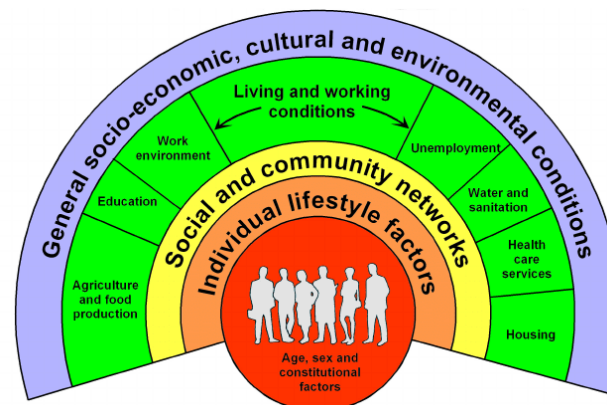 General socio-economic, cultural and environmental conditions
Living and working
conditions
Work
environment
Unemployment
Education
Water and
sanitation
Agriculture
and food
production
Health
care
services
Housing
Social and community networks
Individual lifestyle factors
Age, sex and
constitutional
factors